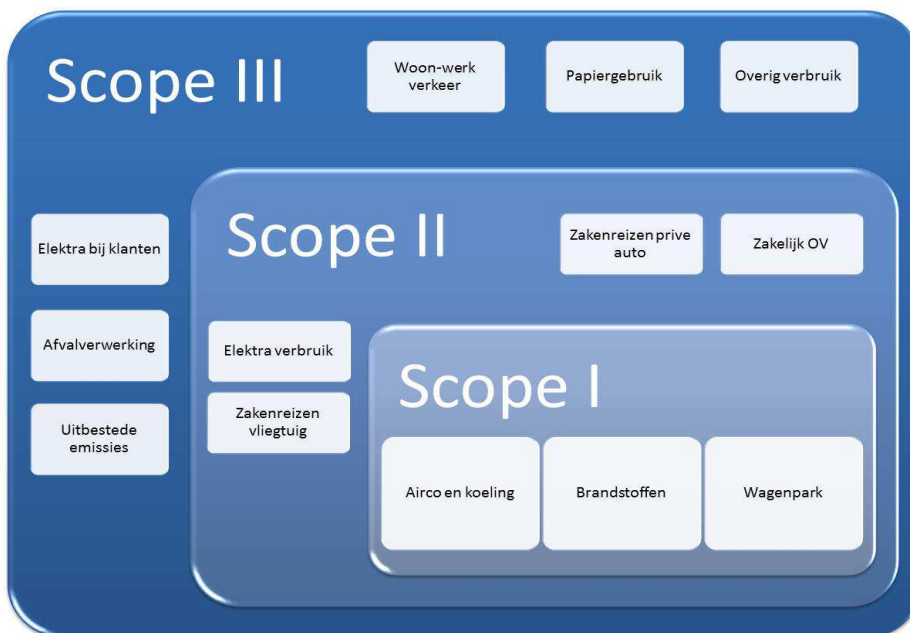 Scope III
Woon-werk
verkeer
Papiergebruik
Overig verbruik
Elektra bij klanten
Afvalverwerking
Uitbestede
emissies
Scope II
Zakenreizen prive
auto
Zakelijk OV
Elektra verbruik
Zakenreizen
vliegtuig
Scope I
Airco en koeling
Brandstoffen
Wagenpark